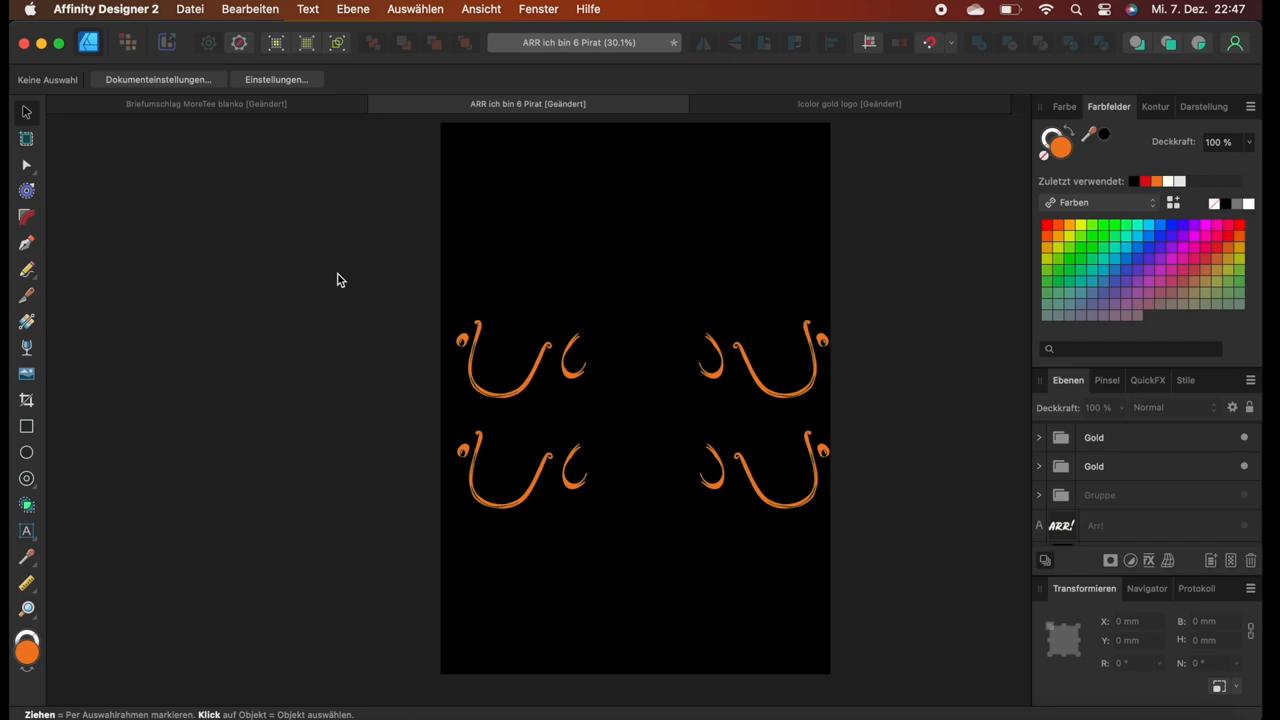 Affinity Designer 2 Datei Bearbeiten Text Ebene Auswählen Ansicht Fenster Hilfe Mi. 7. Dez. 22:47
ARR ich bin 6 Pirat (30.1%) *
Keine Auswahl Dokumenteinstellungen... Einstellungen...
Briefumschlag MoreTee blanko [Geändert] ARR ich bin 6 Pirat [Geändert] Icolor gold logo [Geändert]
Farbe Farbfelder Kontur Darstellung
Deckkraft: 100 %
Zuletzt verwendet:
Farben
Ebenen Pinsel QuickFX Stile
Deckkraft: 100 % Normal
Gold
Gold
Gruppe
A ARR! Arr!
A
Transformieren Navigator Protokoll
X: 0 mm B: 0 mm
Y: 0 mm H: 0 mm
R: 0 ° N: 0 °
Ziehen = Per Auswahlrahmen markieren. Klick auf Objekt = Objekt auswählen.